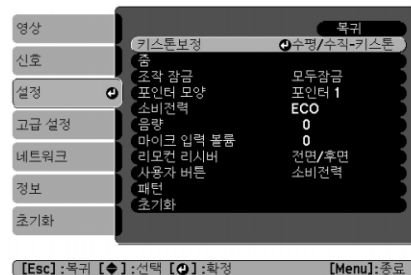 영상
신호
설정
고급 설정
네트워크
정보
초기화
복귀
키스톤보정 수평/수직-키스톤
줌
조작 잠금 모두잠금
포인터 모양 포인터 1
소비전력 ECO
음량 0
마이크 입력 볼륨 0
리모컨 리시버 전면/후면
사용자 버튼 소비전력
패턴
초기화
[Esc] :복귀 [◆] :선택 [⏎] :확정 [Menu] :종료